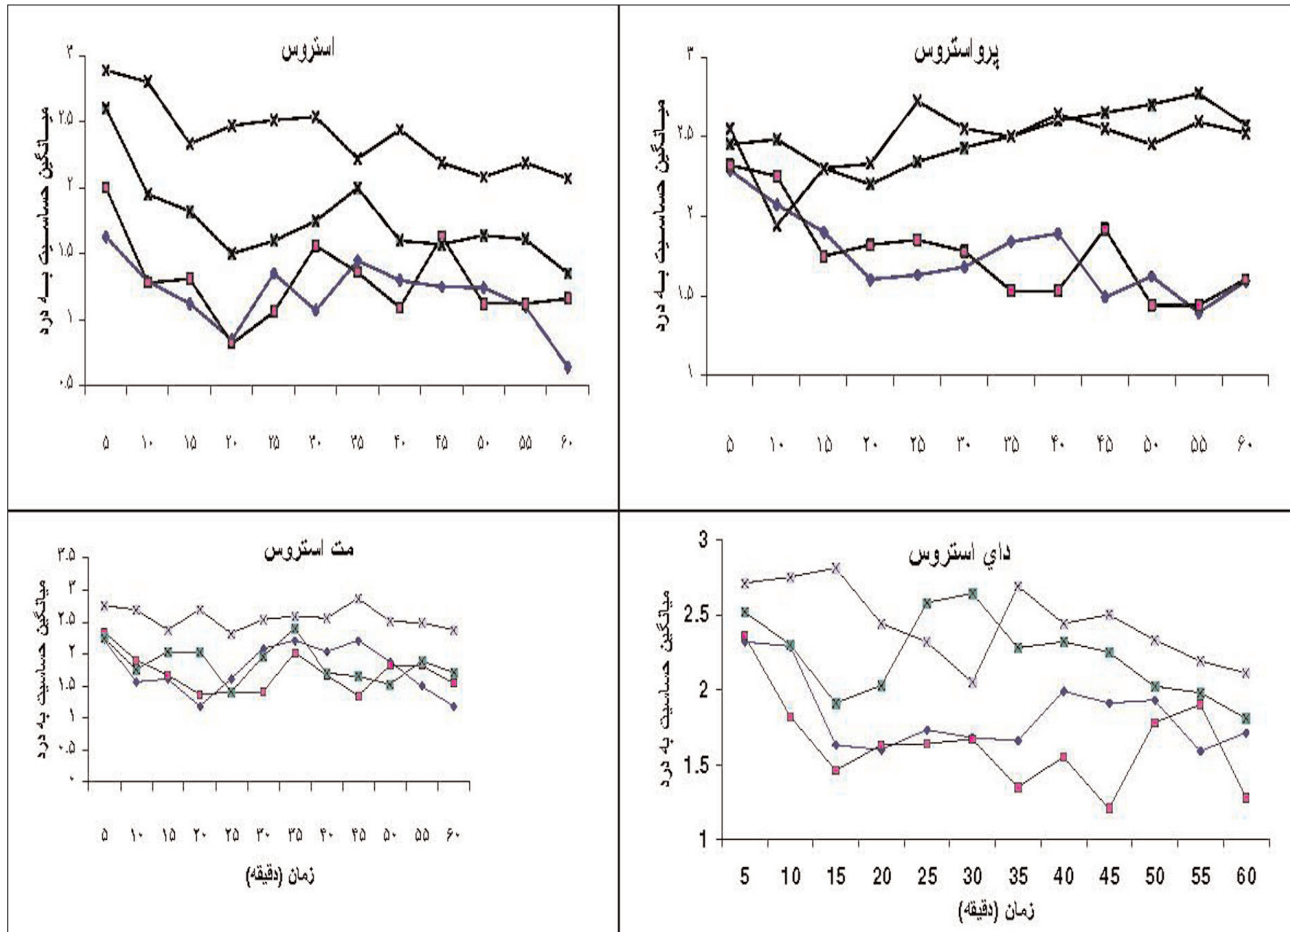 استروس
میانگین حساسیت به درد
۳
۲.۵
۲
۱.۵
۱
۰.۵
۵ ۱۰ ۱۵ ۲۰ ۲۵ ۳۰ ۳۵ ۴۰ ۴۵ ۵۰ ۵۵ ۶۰
پرواستروس
میانگین حساسیت به درد
۳
۲.۵
۲
۱.۵
۱
۵ ۱۰ ۱۵ ۲۰ ۲۵ ۳۰ ۳۵ ۴۰ ۴۵ ۵۰ ۵۵ ۶۰
مت استروس
میانگین حساسیت به درد
۳.۵
۳
۲.۵
۲
۱.۵
۱
۰.۵
۰
۵ ۱۰ ۱۵ ۲۰ ۲۵ ۳۰ ۳۵ ۴۰ ۴۵ ۵۰ ۵۵ ۶۰
زمان (دقیقه)
داي استروس
میانگین حساسیت به درد
3
2.5
2
1.5
1
5 10 15 20 25 30 35 40 45 50 55 60
زمان (دقیقه)